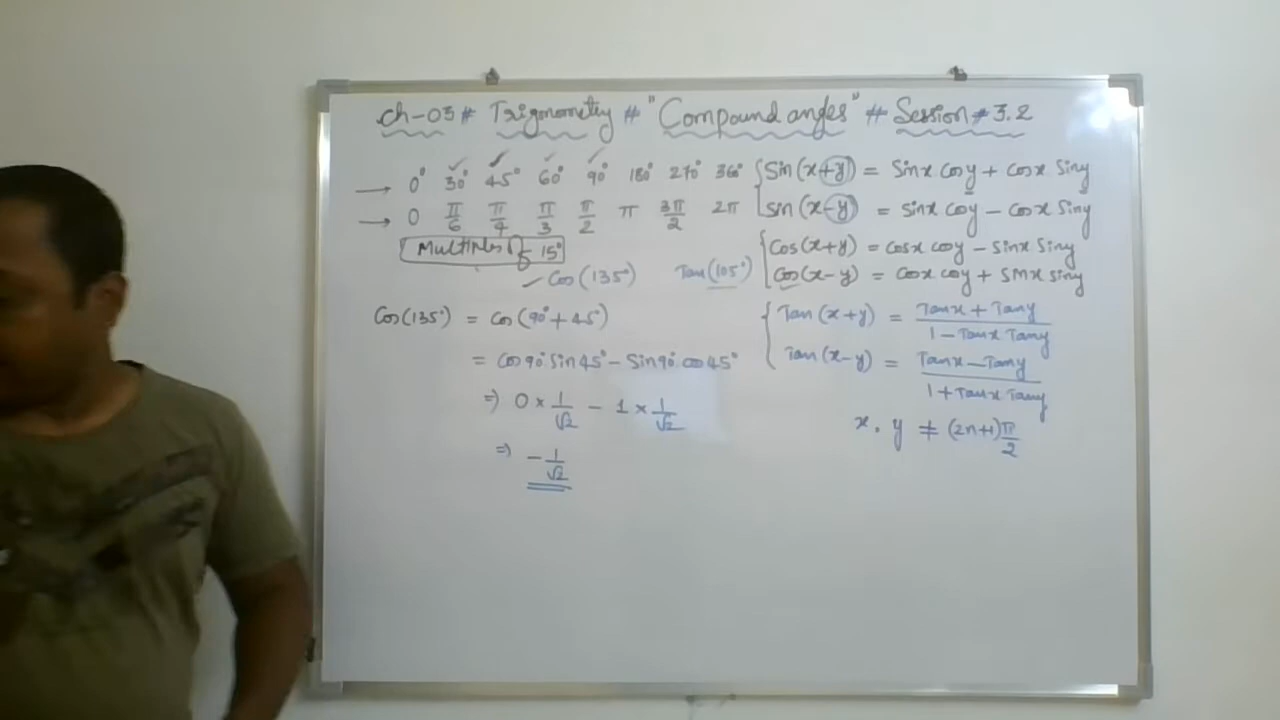 Ch-03 # Trigonometry # "Compound angles" # Session # 3.2
→ 0° 30° 45° 60° 90° 180° 270° 360°
→ 0 π/6 π/4 π/3 π/2 π 3π/2 2π
Multiples of 15°
✓ Cos(135°) Tan(105°)
Cos(135°) = Cos(90°+45°)
= Cos90°.Sin45° - Sin90°.Cos45°
⇒ 0 × 1/√2 - 1 × 1/√2
⇒ -1/√2
Sin(x+y) = Sinx Cosy + Cosx Siny
Sin(x-y) = Sinx Cosy - Cosx Siny
Cos(x+y) = Cosx Cosy - Sinx Siny
Cos(x-y) = Cosx Cosy + Sinx Siny
Tan(x+y) = Tanx + Tany / 1 - Tanx Tany
Tan(x-y) = Tanx - Tany / 1 + Tanx Tany
x, y ≠ (2n+1)π/2